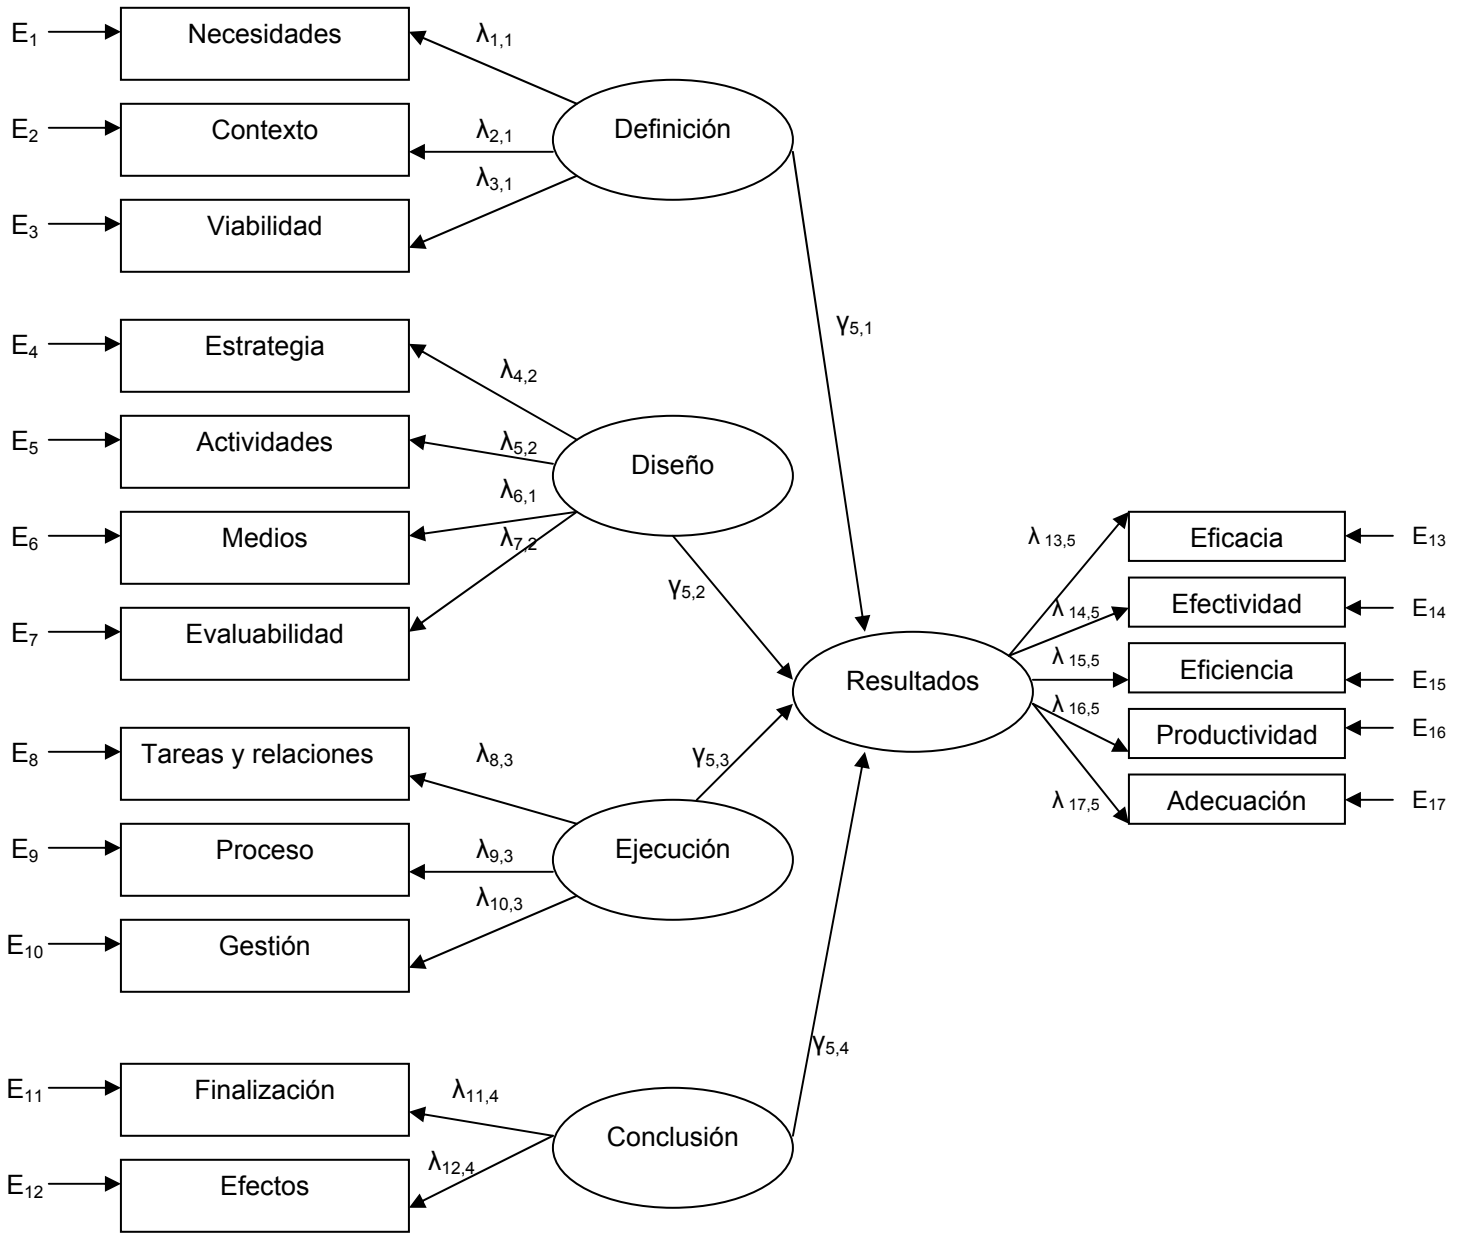 E1
Necesidades
λ1,1
E2
Contexto
λ2,1
Definición
E3
Viabilidad
λ3,1
γ5,1
E4
Estrategia
λ4,2
E5
Actividades
λ5,2
Diseño
E6
Medios
λ6,1
E7
Evaluabilidad
λ7,2
γ5,2
E8
Tareas y relaciones
λ8,3
γ5,3
E9
Proceso
λ9,3
Ejecución
E10
Gestión
λ10,3
E11
Finalización
λ11,4
Conclusión
γ5,4
E12
Efectos
λ12,4
Resultados
λ 13,5
Eficacia
E13
λ 14,5
Efectividad
E14
λ 15,5
Eficiencia
E15
λ 16,5
Productividad
E16
λ 17,5
Adecuación
E17